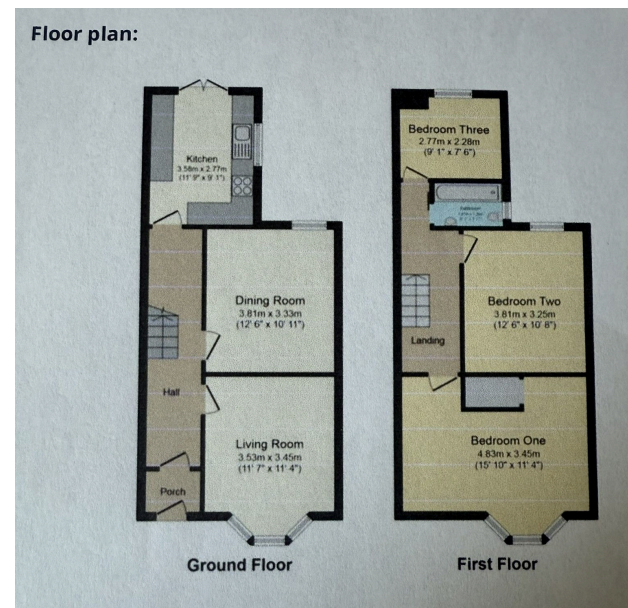 Floor plan:
Kitchen
3.58m x 2.77m
(11' 9" x 9' 1")
Dining Room
3.81m x 3.33m
(12' 6" x 10' 11")
Hall
Living Room
3.53m x 3.45m
(11' 7" x 11' 4")
Porch
Ground Floor
Bedroom Three
2.77m x 2.28m
(9' 1" x 7' 6")
Bedroom Two
3.81m x 3.25m
(12' 6" x 10' 8")
Landing
Bedroom One
4.83m x 3.45m
(15' 10" x 11' 4")
First Floor